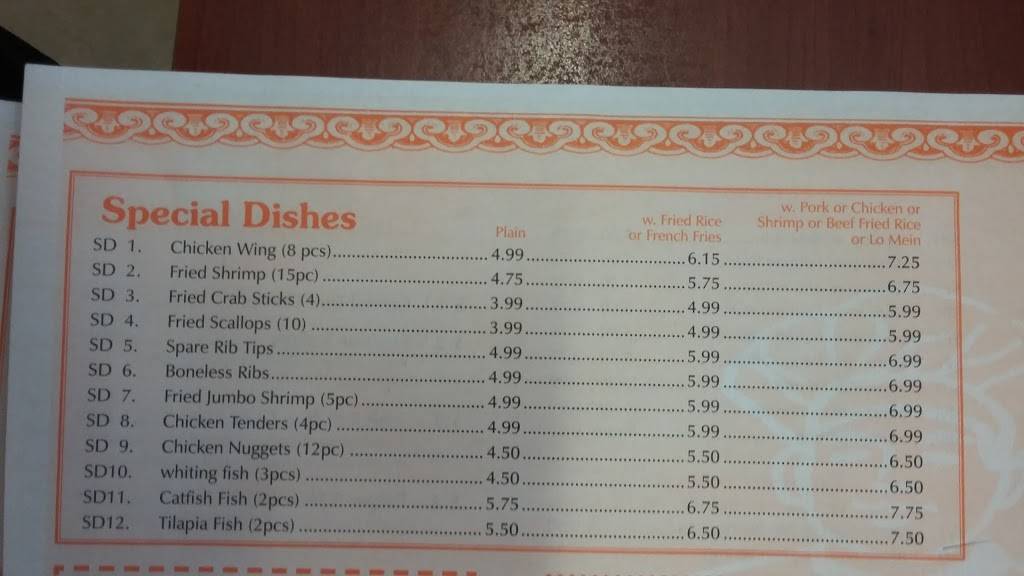 Special Dishes
Plain
w. Fried Rice
or French Fries
w. Pork or Chicken or
Shrimp or Beef Fried Rice
or Lo Mein
SD 1. Chicken Wing (8 pcs)..........4.99..........6.15..........7.25
SD 2. Fried Shrimp (15pc)..........4.75..........5.75..........6.75
SD 3. Fried Crab Sticks (4)..........3.99..........4.99..........5.99
SD 4. Fried Scallops (10)..........3.99..........4.99..........5.99
SD 5. Spare Rib Tips..........4.99..........5.99..........6.99
SD 6. Boneless Ribs..........4.99..........5.99..........6.99
SD 7. Fried Jumbo Shrimp (5pc)..........4.99..........5.99..........6.99
SD 8. Chicken Tenders (4pc)..........4.99..........5.99..........6.99
SD 9. Chicken Nuggets (12pc)..........4.50..........5.50..........6.50
SD10. whiting fish (3pcs)..........4.50..........5.50..........6.50
SD11. Catfish Fish (2pcs)..........5.75..........6.75..........7.75
SD12. Tilapia Fish (2pcs)..........5.50..........6.50..........7.50